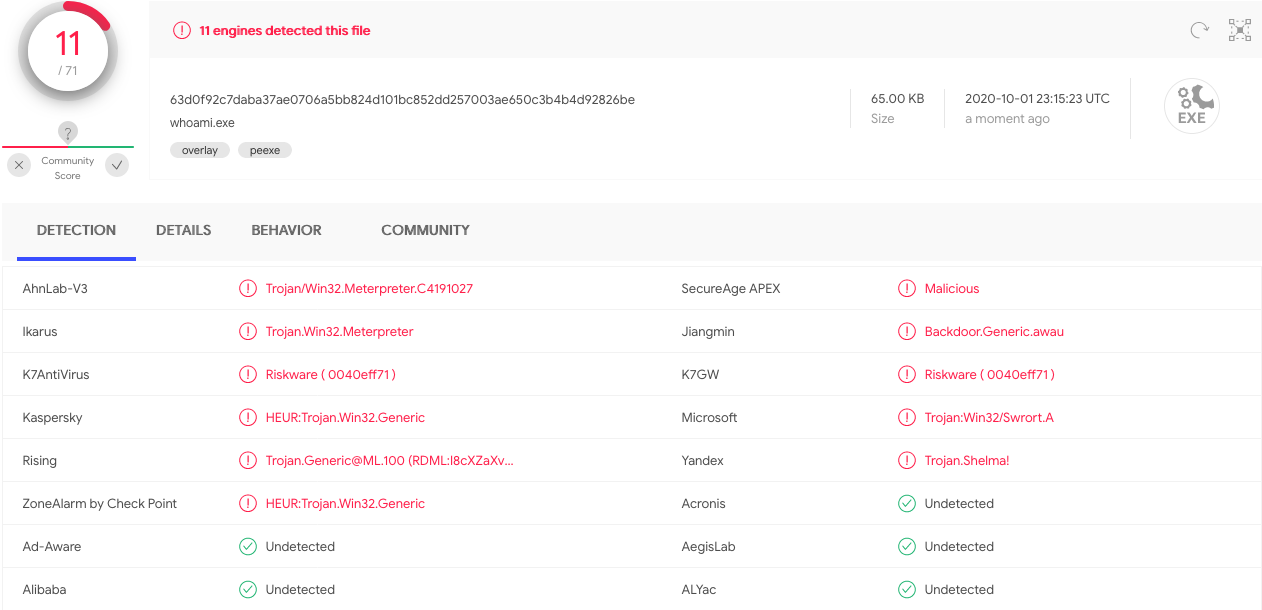 11
/ 71
?
Community
Score
11 engines detected this file
63d0f92c7daba37ae0706a5bb824d101bc852dd257003ae650c3b4b4d92826be
whoami.exe
overlay peexe
65.00 KB
Size
2020-10-01 23:15:23 UTC
a moment ago
EXE
DETECTION DETAILS BEHAVIOR COMMUNITY
AhnLab-V3 Trojan/Win32.Meterpreter.C4191027 SecureAge APEX Malicious
Ikarus Trojan.Win32.Meterpreter Jiangmin Backdoor.Generic.awau
K7AntiVirus Riskware ( 0040eff71 ) K7GW Riskware ( 0040eff71 )
Kaspersky HEUR:Trojan.Win32.Generic Microsoft Trojan:Win32/Swrort.A
Rising Trojan.Generic@ML.100 (RDML:I8cXZaXv... Yandex Trojan.Shelma!
ZoneAlarm by Check Point HEUR:Trojan.Win32.Generic Acronis Undetected
Ad-Aware Undetected AegisLab Undetected
Alibaba Undetected ALYac Undetected